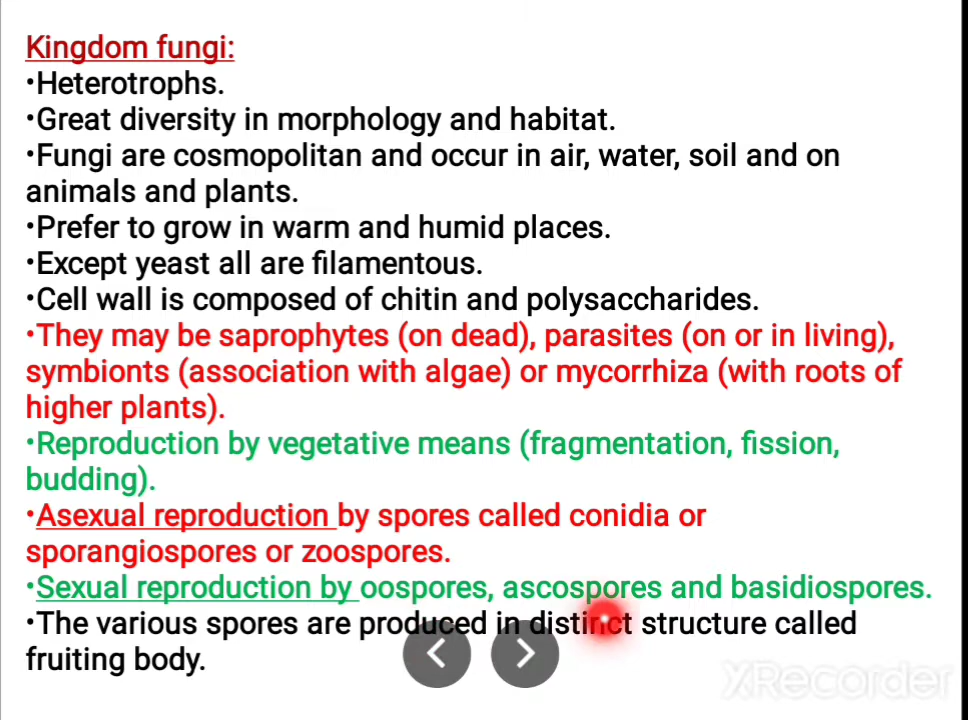 Kingdom fungi:
•Heterotrophs.
•Great diversity in morphology and habitat.
•Fungi are cosmopolitan and occur in air, water, soil and on
animals and plants.
•Prefer to grow in warm and humid places.
•Except yeast all are filamentous.
•Cell wall is composed of chitin and polysaccharides.
•They may be saprophytes (on dead), parasites (on or in living),
symbionts (association with algae) or mycorrhiza (with roots of
higher plants).
•Reproduction by vegetative means (fragmentation, fission,
budding).
•Asexual reproduction by spores called conidia or
sporangiospores or zoospores.
•Sexual reproduction by oospores, ascospores and basidiospores.
•The various spores are produced in distinct structure called
fruiting body.
XRecorder